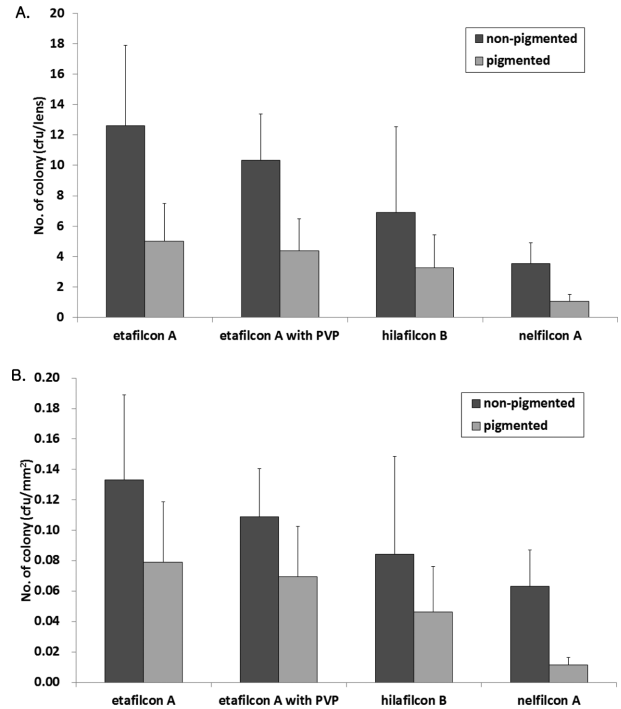 A.
20
18
16
14
12
10
8
6
4
2
0
No. of colony (cfu/lens)
non-pigmented
pigmented
etafilcon A etafilcon A with PVP hilafilcon B nelfilcon A
B.
0.20
0.18
0.16
0.14
0.12
0.10
0.08
0.06
0.04
0.02
0.00
No. of colony (cfu/mm²)
non-pigmented
pigmented
etafilcon A etafilcon A with PVP hilafilcon B nelfilcon A